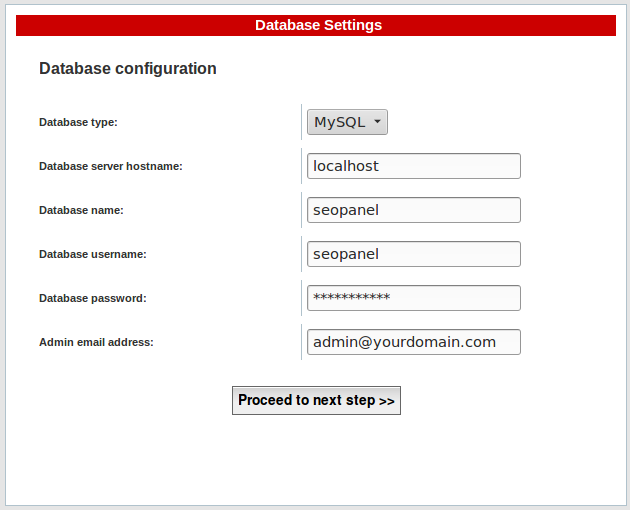 Database Settings
Database configuration
Database type: MySQL
Database server hostname: localhost
Database name: seopanel
Database username: seopanel
Database password: ***********
Admin email address: admin@yourdomain.com
Proceed to next step >>